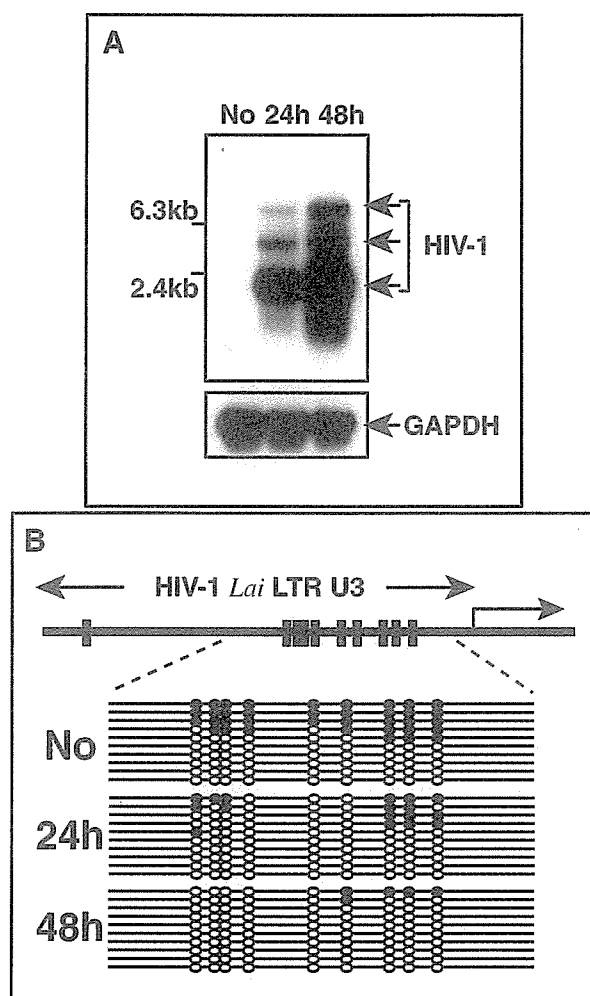 A
No 24h 48h
6.3kb
HIV-1
2.4kb
GAPDH
B
HIV-1 Lai LTR U3
No
24h
48h